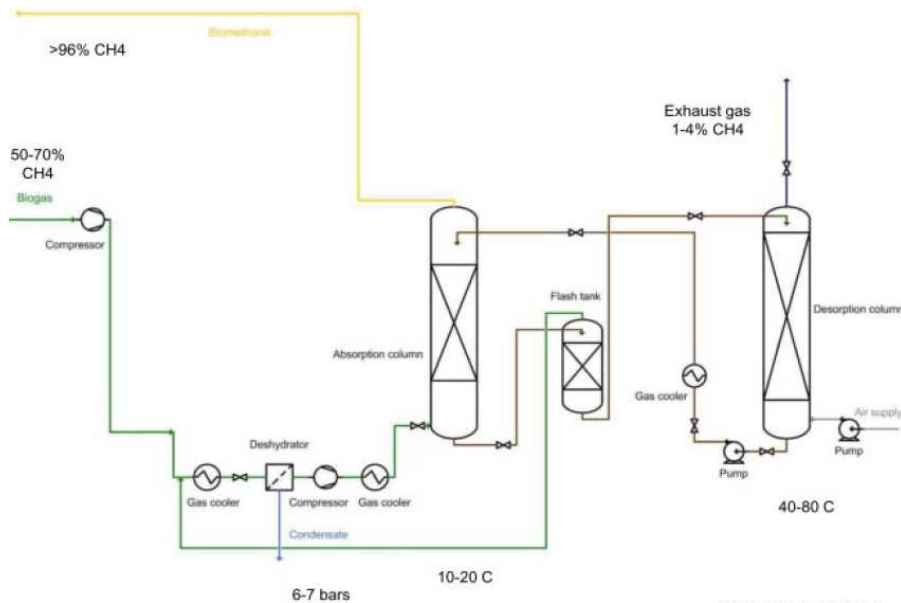 Biomethane
>96% CH4
Exhaust gas
1-4% CH4
50-70%
CH4
Biogas
Compressor
Flash tank
Desorption column
Absorption column
Gas cooler
Air supply
Deshydrator
Pump
Pump
Gas cooler
Compressor
Gas cooler
40-80 C
Condensate
10-20 C
6-7 bars